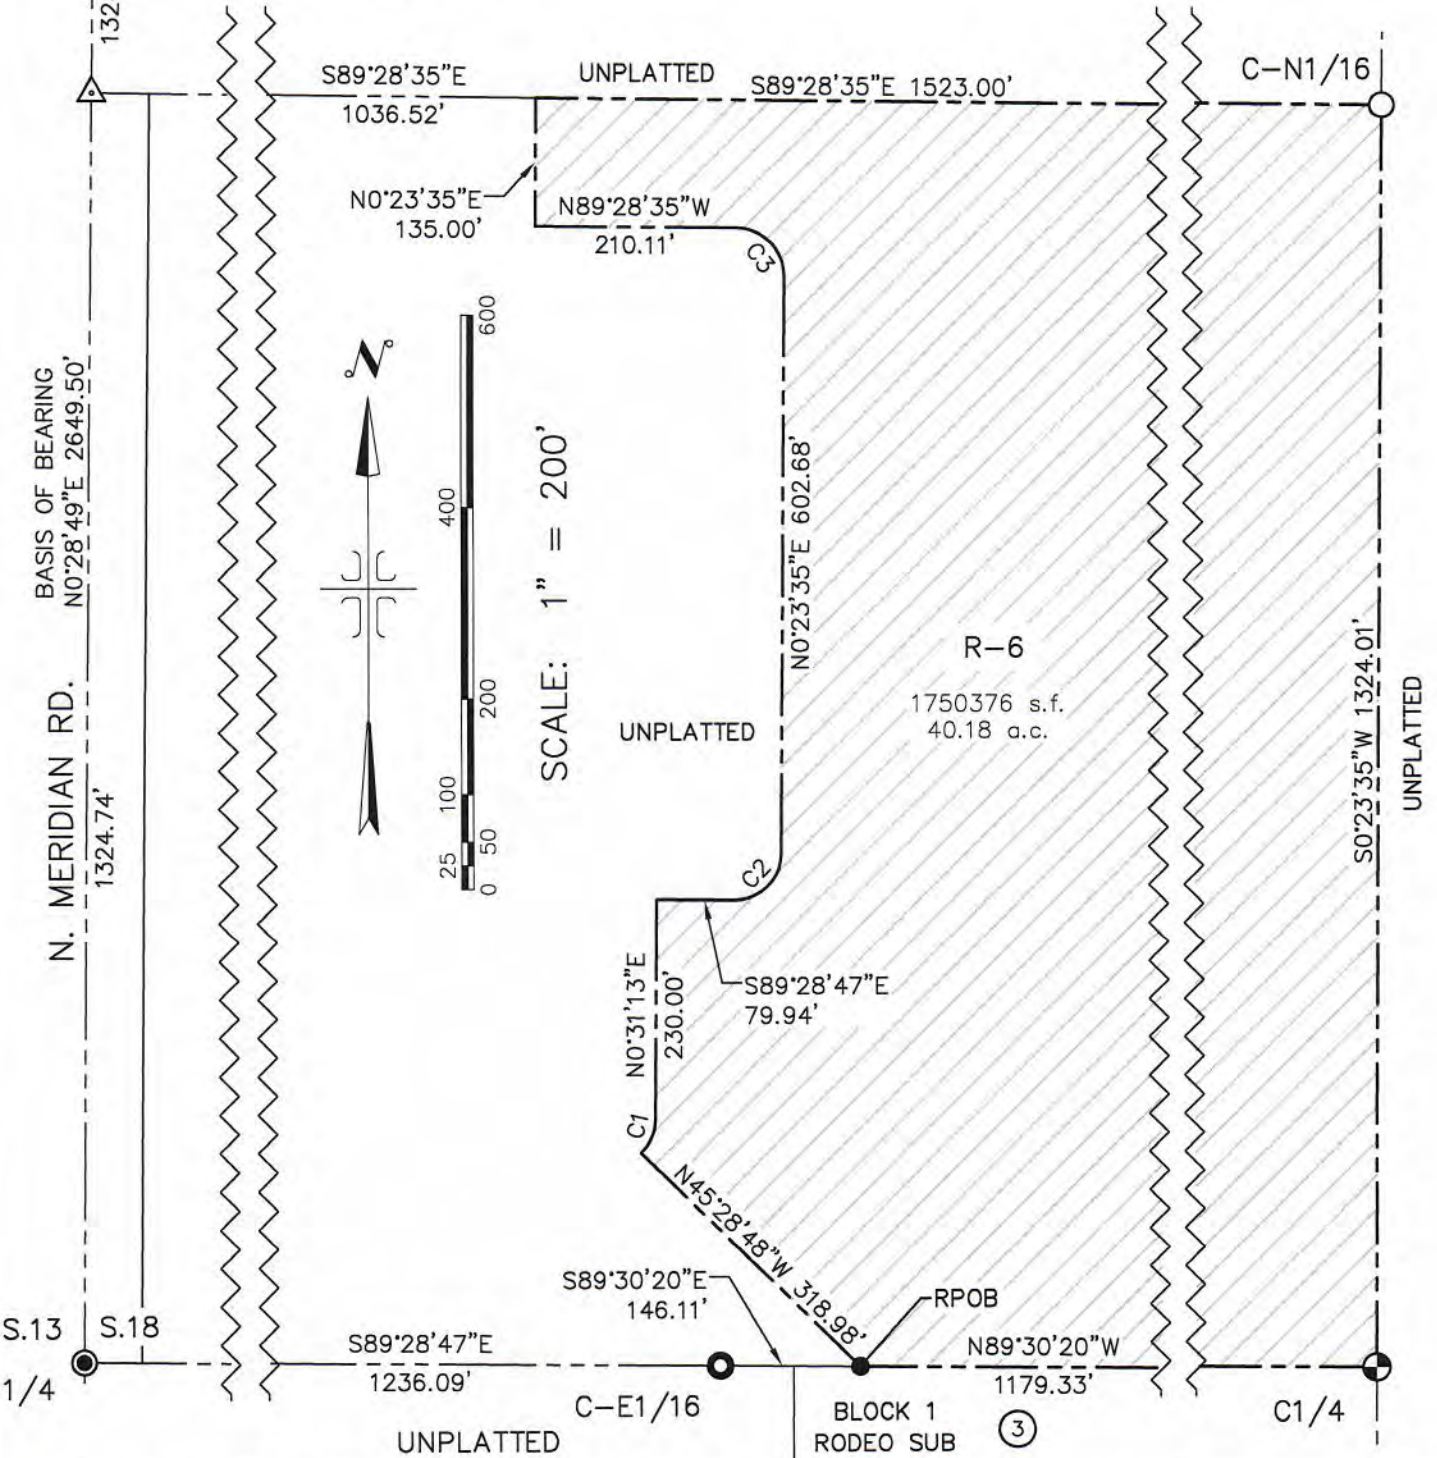 132
S89°28'35"E
1036.52'
UNPLATTED
S89°28'35"E 1523.00'
C-N1/16
N0°23'35"E
135.00'
N89°28'35"W
210.11'
C3
BASIS OF BEARING
N0°28'49"E 2649.50'
N. MERIDIAN RD.
1324.74'
N
600
400
200
100
50
25
0
SCALE: 1" = 200'
N0°23'35"E 602.68'
UNPLATTED
R-6
1750376 s.f.
40.18 a.c.
S0°23'35"W 1324.01'
UNPLATTED
C2
S89°28'47"E
79.94'
N0°31'13"E
230.00'
C1
N45°28'48"W 318.98'
S89°30'20"E
146.11'
RPOB
S.13
S.18
1/4
S89°28'47"E
1236.09'
C-E1/16
UNPLATTED
N89°30'20"W
1179.33'
BLOCK 1
RODEO SUB
3
C1/4